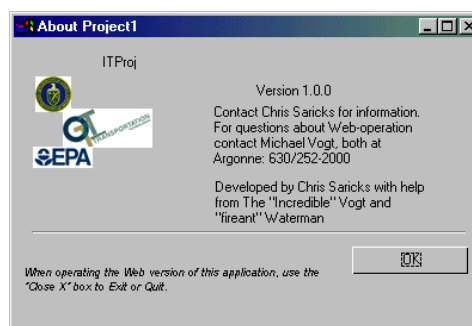 About Project1
ITProj
TRANSPORTATION
EPA
Version 1.0.0
Contact Chris Saricks for information.
For questions about Web-operation
contact Michael Vogt, both at
Argonne: 630/252-2000
Developed by Chris Saricks with help
from The "Incredible" Vogt and
"fireant" Waterman
When operating the Web version of this application, use the
"Close X" box to Exit or Quit.
OK